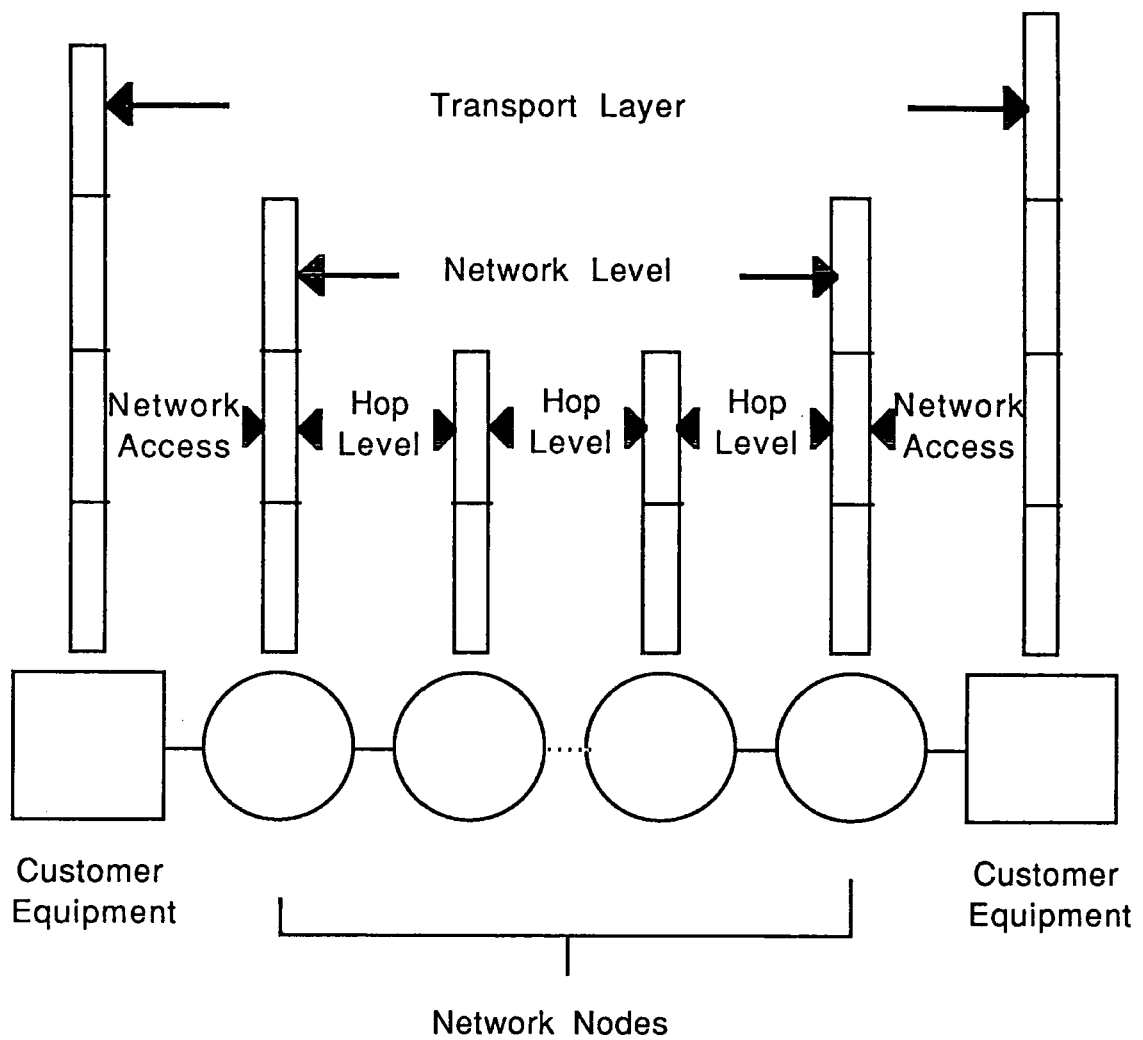 Transport Layer
Network Level
Network Access
Hop Level
Hop Level
Hop Level
Network Access
Customer Equipment
Customer Equipment
Network Nodes